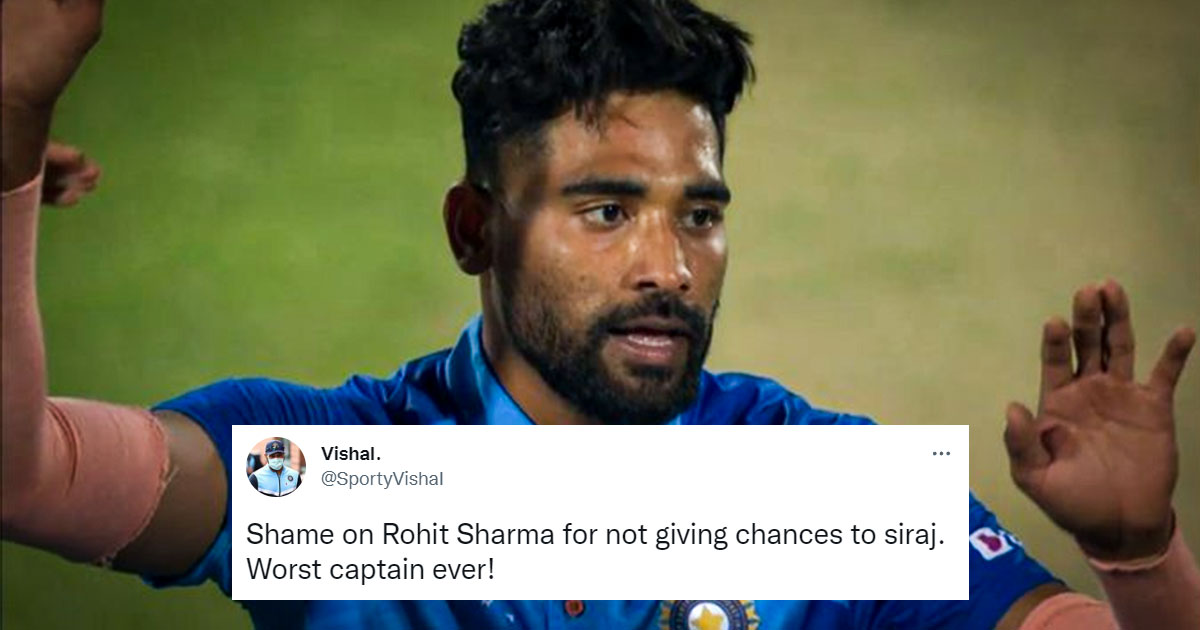 Vishal.
@SportyVishal
Shame on Rohit Sharma for not giving chances to siraj.
Worst captain ever!